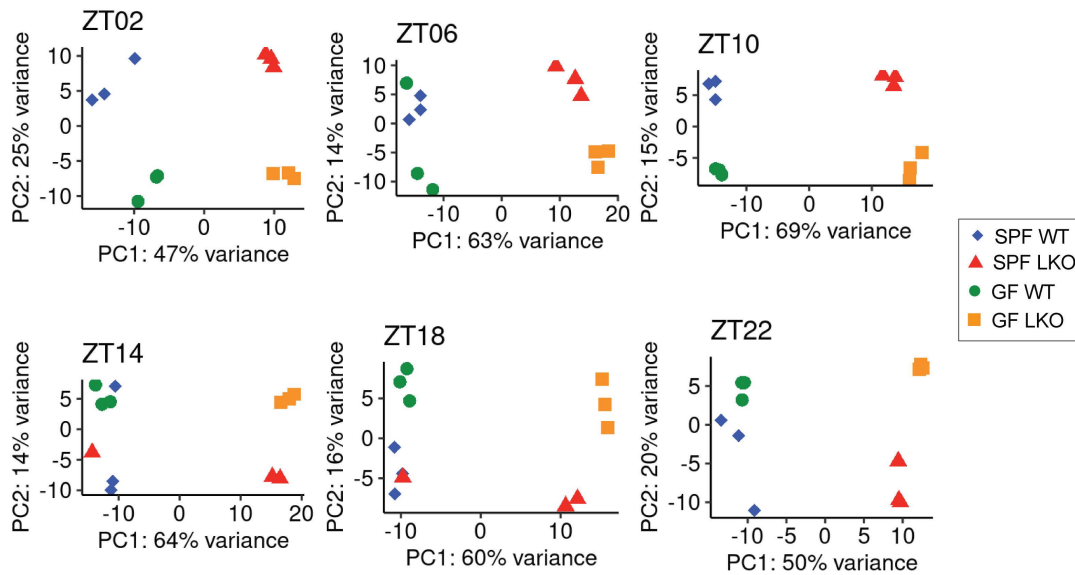 ZT02
10
5
0
-5
-10
PC2: 25% variance
-10 0 10
PC1: 47% variance
ZT06
10
5
0
-5
-10
PC2: 14% variance
-10 0 10 20
PC1: 63% variance
ZT10
5
0
-5
PC2: 15% variance
-10 0 10
PC1: 69% variance
SPF WT
SPF LKO
GF WT
GF LKO
ZT14
5
0
-5
-10
PC2: 14% variance
-10 0 10 20
PC1: 64% variance
ZT18
5
0
-5
PC2: 16% variance
-10 0 10
PC1: 60% variance
ZT22
5
0
-5
-10
PC2: 20% variance
-10 -5 0 5 10
PC1: 50% variance